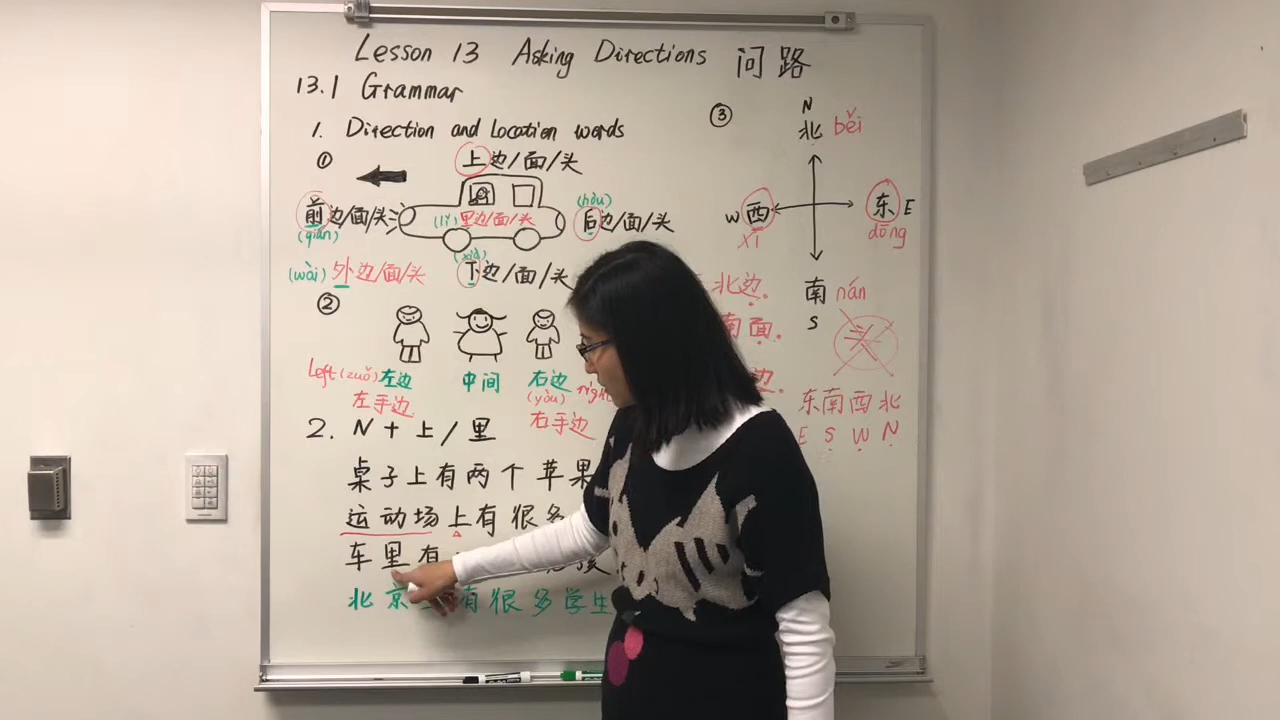 Lesson 13 Asking Directions 问路
13.1 Grammar
1. Direction and Location words
①
上边/面/头
前边/面/头
(qián)
(lǐ) 里边/面/头
(hòu)
后边/面/头
(wài) 外边/面/头
(xià)
下边/面/头
②
Left (zuǒ) 左边
左手边
中间
右边
(yòu)
右手边
2. N + 上/里
桌子上有两个苹果
运动场上有很多
车里有
北京 有很多学生
③
N
北 běi
W 西
xī
东 E
dōng
南 nán
S
北边。
南面。
边。
头
东南西北
E S W N